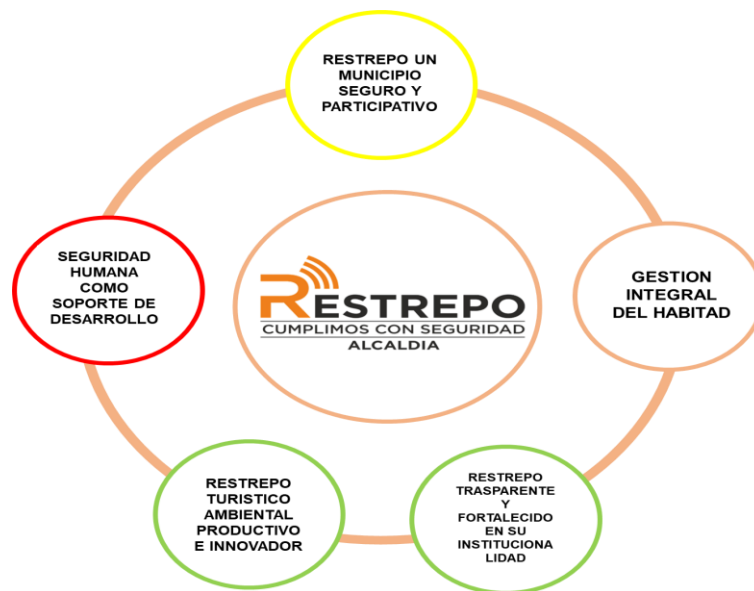 RESTREPO UN
MUNICIPIO
SEGURO Y
PARTICIPATIVO
SEGURIDAD
HUMANA
COMO
SOPORTE DE
DESARROLLO
RESTREPO
CUMPLIMOS CON SEGURIDAD
ALCALDIA
GESTION
INTEGRAL
DEL HABITAD
RESTREPO
TURISTICO
AMBIENTAL
PRODUCTIVO
E INNOVADOR
RESTREPO
TRASPARENTE
Y
FORTALECIDO
EN SU
INSTITUCIONA
LIDAD